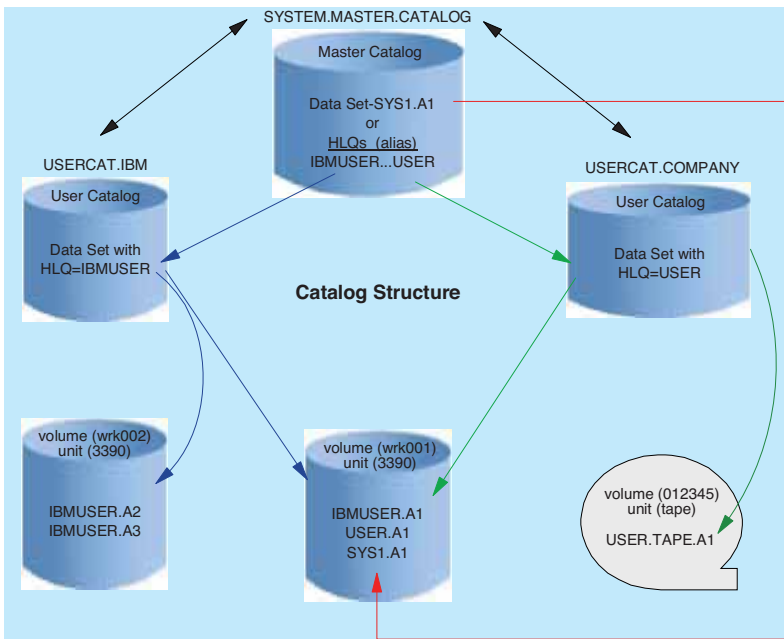 SYSTEM.MASTER.CATALOG
Master Catalog
Data Set-SYS1.A1
or
HLQs (alias)
IBMUSER...USER
USERCAT.IBM
User Catalog
Data Set with
HLQ=IBMUSER
USERCAT.COMPANY
User Catalog
Data Set with
HLQ=USER
Catalog Structure
volume (wrk002)
unit (3390)
IBMUSER.A2
IBMUSER.A3
volume (wrk001)
unit (3390)
IBMUSER.A1
USER.A1
SYS1.A1
volume (012345)
unit (tape)
USER.TAPE.A1